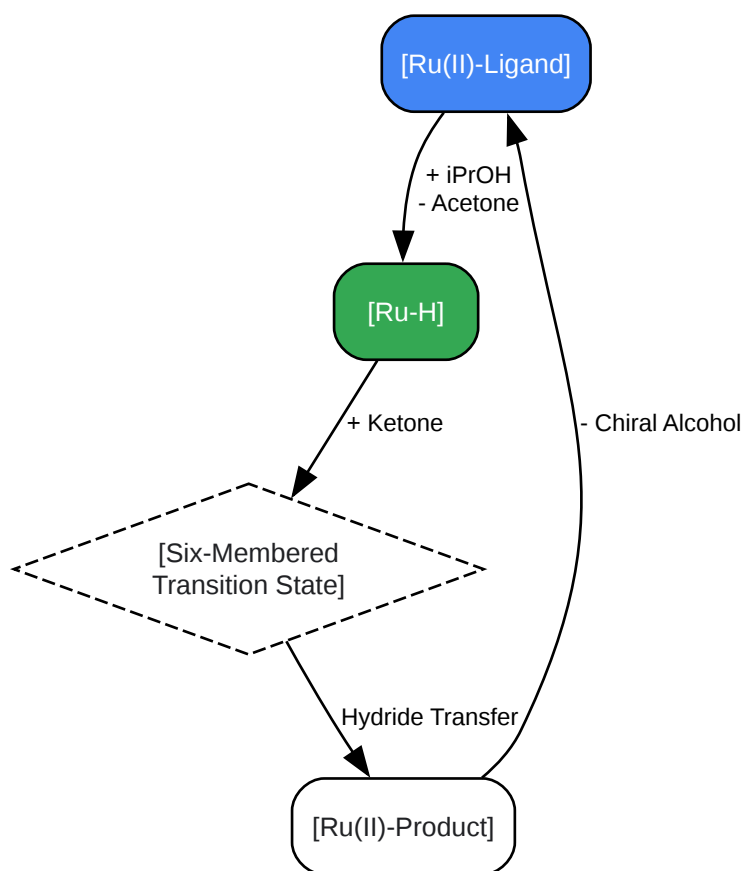 [Ru(II)-Ligand]
+ iPrOH
- Acetone
[Ru-H]
+ Ketone
- Chiral Alcohol
[Six-Membered
Transition State]
Hydride Transfer
[Ru(II)-Product]